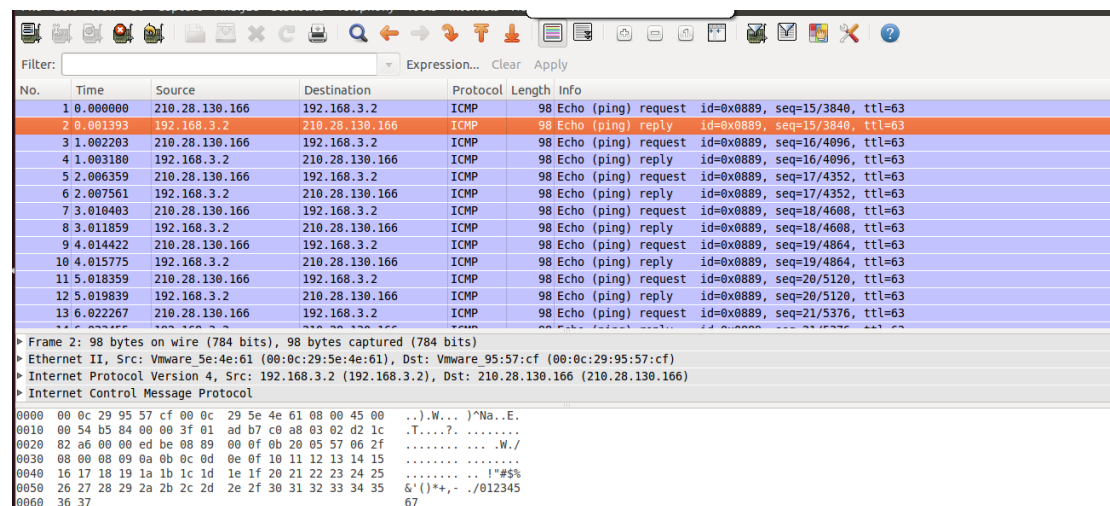 Filter: Expression... Clear Apply
No. Time Source Destination Protocol Length Info
1 0.000000 210.28.130.166 192.168.3.2 ICMP 98 Echo (ping) request id=0x0889, seq=15/3840, ttl=63
2 0.001393 192.168.3.2 210.28.130.166 ICMP 98 Echo (ping) reply id=0x0889, seq=15/3840, ttl=63
3 1.002203 210.28.130.166 192.168.3.2 ICMP 98 Echo (ping) request id=0x0889, seq=16/4096, ttl=63
4 1.003180 192.168.3.2 210.28.130.166 ICMP 98 Echo (ping) reply id=0x0889, seq=16/4096, ttl=63
5 2.006359 210.28.130.166 192.168.3.2 ICMP 98 Echo (ping) request id=0x0889, seq=17/4352, ttl=63
6 2.007561 192.168.3.2 210.28.130.166 ICMP 98 Echo (ping) reply id=0x0889, seq=17/4352, ttl=63
7 3.010403 210.28.130.166 192.168.3.2 ICMP 98 Echo (ping) request id=0x0889, seq=18/4608, ttl=63
8 3.011859 192.168.3.2 210.28.130.166 ICMP 98 Echo (ping) reply id=0x0889, seq=18/4608, ttl=63
9 4.014422 210.28.130.166 192.168.3.2 ICMP 98 Echo (ping) request id=0x0889, seq=19/4864, ttl=63
10 4.015775 192.168.3.2 210.28.130.166 ICMP 98 Echo (ping) reply id=0x0889, seq=19/4864, ttl=63
11 5.018359 210.28.130.166 192.168.3.2 ICMP 98 Echo (ping) request id=0x0889, seq=20/5120, ttl=63
12 5.019839 192.168.3.2 210.28.130.166 ICMP 98 Echo (ping) reply id=0x0889, seq=20/5120, ttl=63
13 6.022267 210.28.130.166 192.168.3.2 ICMP 98 Echo (ping) request id=0x0889, seq=21/5376, ttl=63
Frame 2: 98 bytes on wire (784 bits), 98 bytes captured (784 bits)
Ethernet II, Src: Vmware_5e:4e:61 (00:0c:29:5e:4e:61), Dst: Vmware_95:57:cf (00:0c:29:95:57:cf)
Internet Protocol Version 4, Src: 192.168.3.2 (192.168.3.2), Dst: 210.28.130.166 (210.28.130.166)
Internet Control Message Protocol
0000 00 0c 29 95 57 cf 00 0c 29 5e 4e 61 08 00 45 00 ..).W... )^Na..E.
0010 00 54 b5 84 00 00 3f 01 ad b7 c0 a8 03 02 d2 1c .T....?. ........
0020 82 a6 00 00 ed be 08 89 00 0f 0b 20 05 57 06 2f ........ ... .W./
0030 08 00 08 09 0a 0b 0c 0d 0e 0f 10 11 12 13 14 15 ........ ........
0040 16 17 18 19 1a 1b 1c 1d 1e 1f 20 21 22 23 24 25 ........ .. !"#$%
0050 26 27 28 29 2a 2b 2c 2d 2e 2f 30 31 32 33 34 35 &'()*+,- ./012345
0060 36 37 67